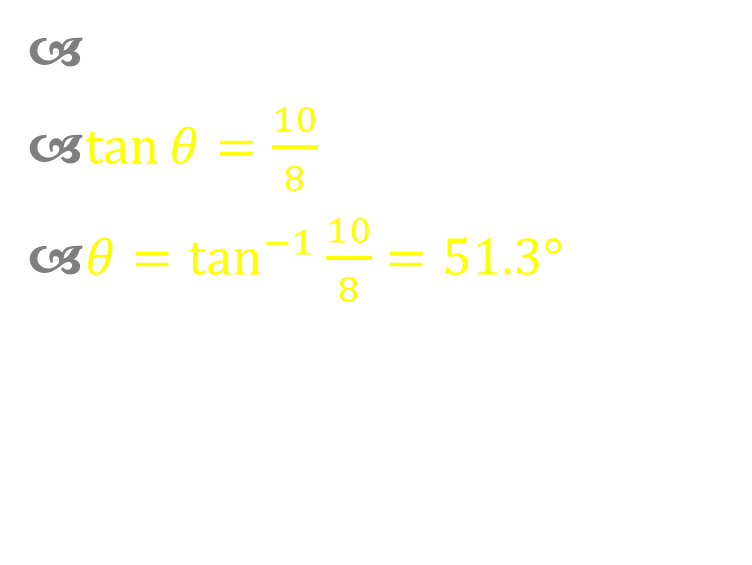 tan θ = 10/8
θ = tan⁻¹ 10/8 = 51.3°